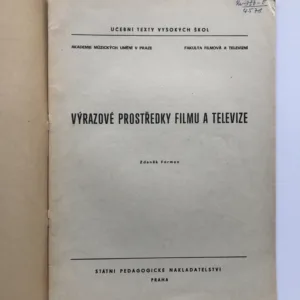 UČEBNÍ TEXTY VYSOKÝCH ŠKOL
AKADEMIE MÚZICKÝCH UMĚNÍ V PRAZE FAKULTA FILMOVÁ A TELEVIZNÍ
VÝRAZOVÉ PROSTŘEDKY FILMU A TELEVIZE
Zdeněk Forman
STÁTNÍ PEDAGOGICKÉ NAKLADATELSTVÍ
PRAHA